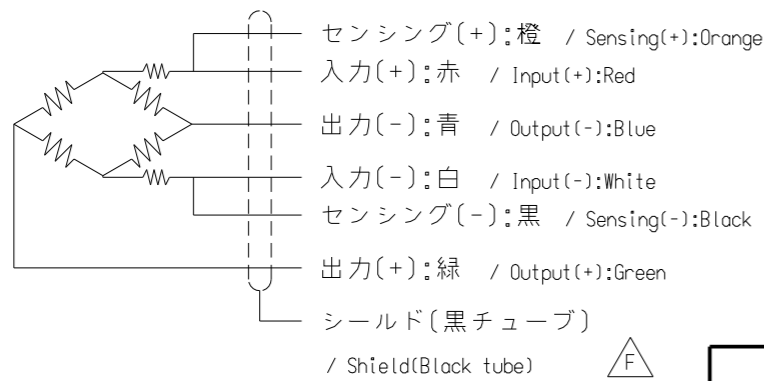 センシング(+):橙 / Sensing(+):Orange
入力(+):赤 / Input(+):Red
出力(-):青 / Output(-):Blue
入力(-):白 / Input(-):White
センシング(-):黒 / Sensing(-):Black
出力(+):緑 / Output(+):Green
シールド(黒チューブ)
/ Shield(Black tube)
F